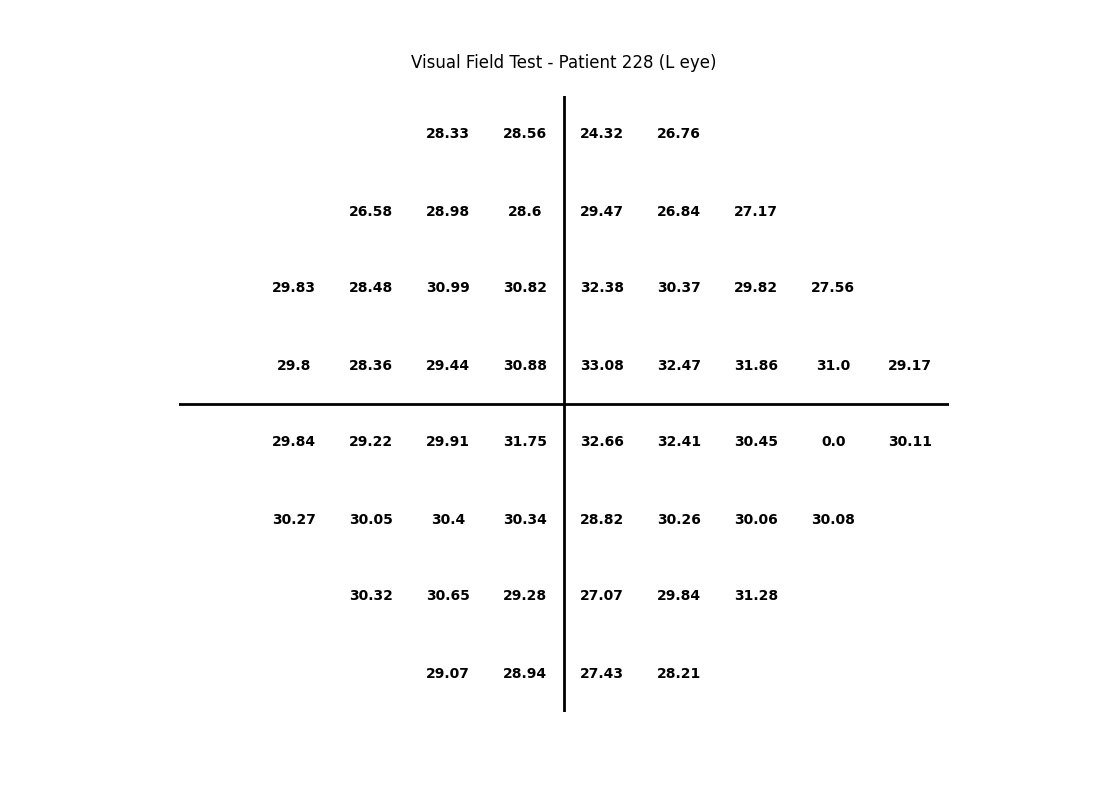 Visual Field Test - Patient 228 (L eye)
28.33 28.56 24.32 26.76
26.58 28.98 28.6 29.47 26.84 27.17
29.83 28.48 30.99 30.82 32.38 30.37 29.82 27.56
29.8 28.36 29.44 30.88 33.08 32.47 31.86 31.0 29.17
29.84 29.22 29.91 31.75 32.66 32.41 30.45 0.0 30.11
30.27 30.05 30.4 30.34 28.82 30.26 30.06 30.08
30.32 30.65 29.28 27.07 29.84 31.28
29.07 28.94 27.43 28.21